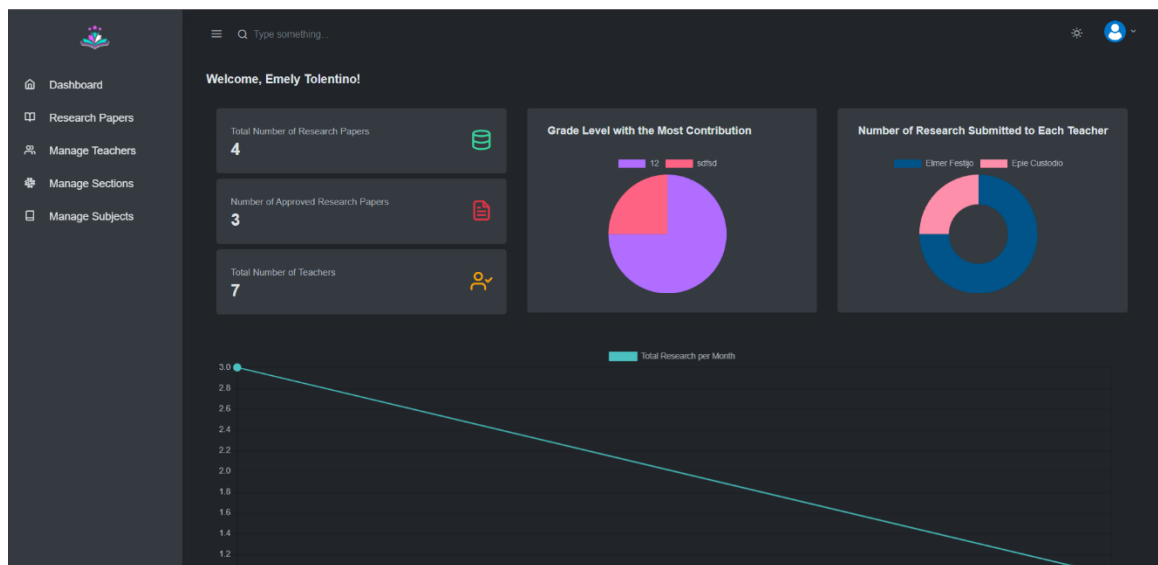 Type something...
Welcome, Emely Tolentino!
Dashboard
Research Papers
Manage Teachers
Manage Sections
Manage Subjects
Total Number of Research Papers
4
Number of Approved Research Papers
3
Total Number of Teachers
7
Grade Level with the Most Contribution
12 sdfsd
Number of Research Submitted to Each Teacher
Elmer Festijo Epie Custodio
Total Research per Month
3.0
2.8
2.6
2.4
2.2
2.0
1.8
1.6
1.4
1.2